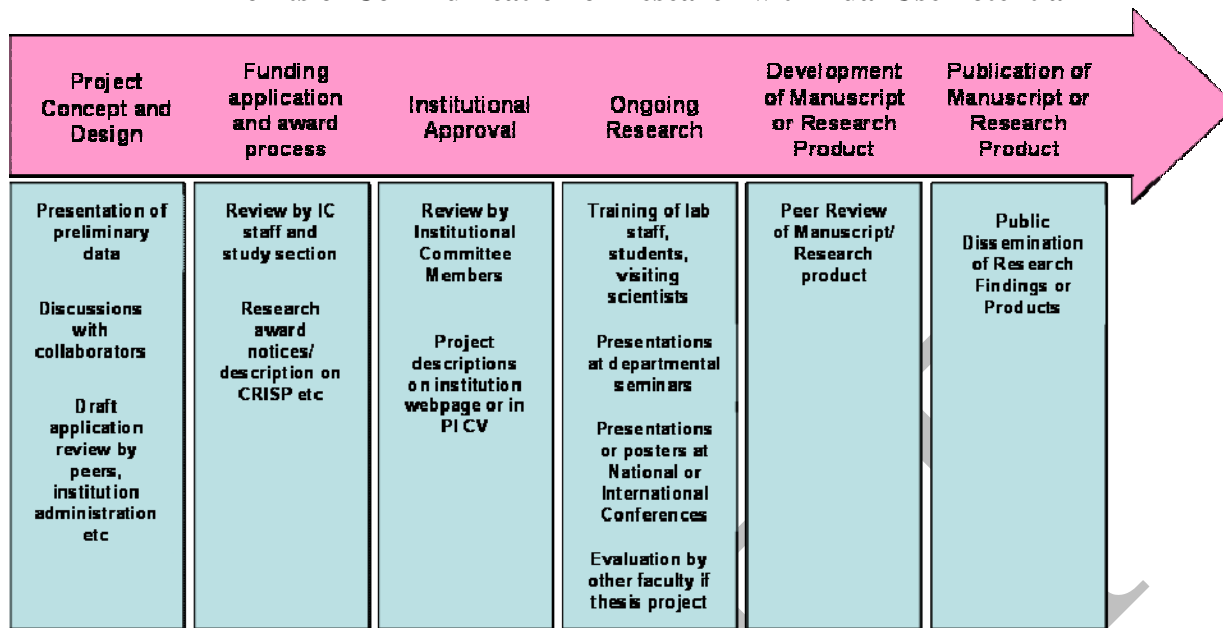 Project
Concept and
Design
Funding
application
and award
process
Institutional
Approval
Ongoing
Research
Development
of Manuscript
or Research
Product
Publication of
Manuscript or
Research
Product
Presentation of
preliminary
data
Discussions
with
collaborators
Draft
application
review by
peers,
institution
administration
etc
Review by IC
staff and
study section
Research
award
notices/
description on
CRISP etc
Review by
Institutional
Committee
Members
Project
descriptions
on institution
webpage or in
PI CV
Training of lab
staff,
students,
visiting
scientists
Presentations
at departmental
seminars
Presentations
or posters at
National or
International
Conferences
Evaluation by
other faculty if
thesis project
Peer Review
of Manuscript/
Research
product
Public
Dissemination
of Research
Findings or
Products